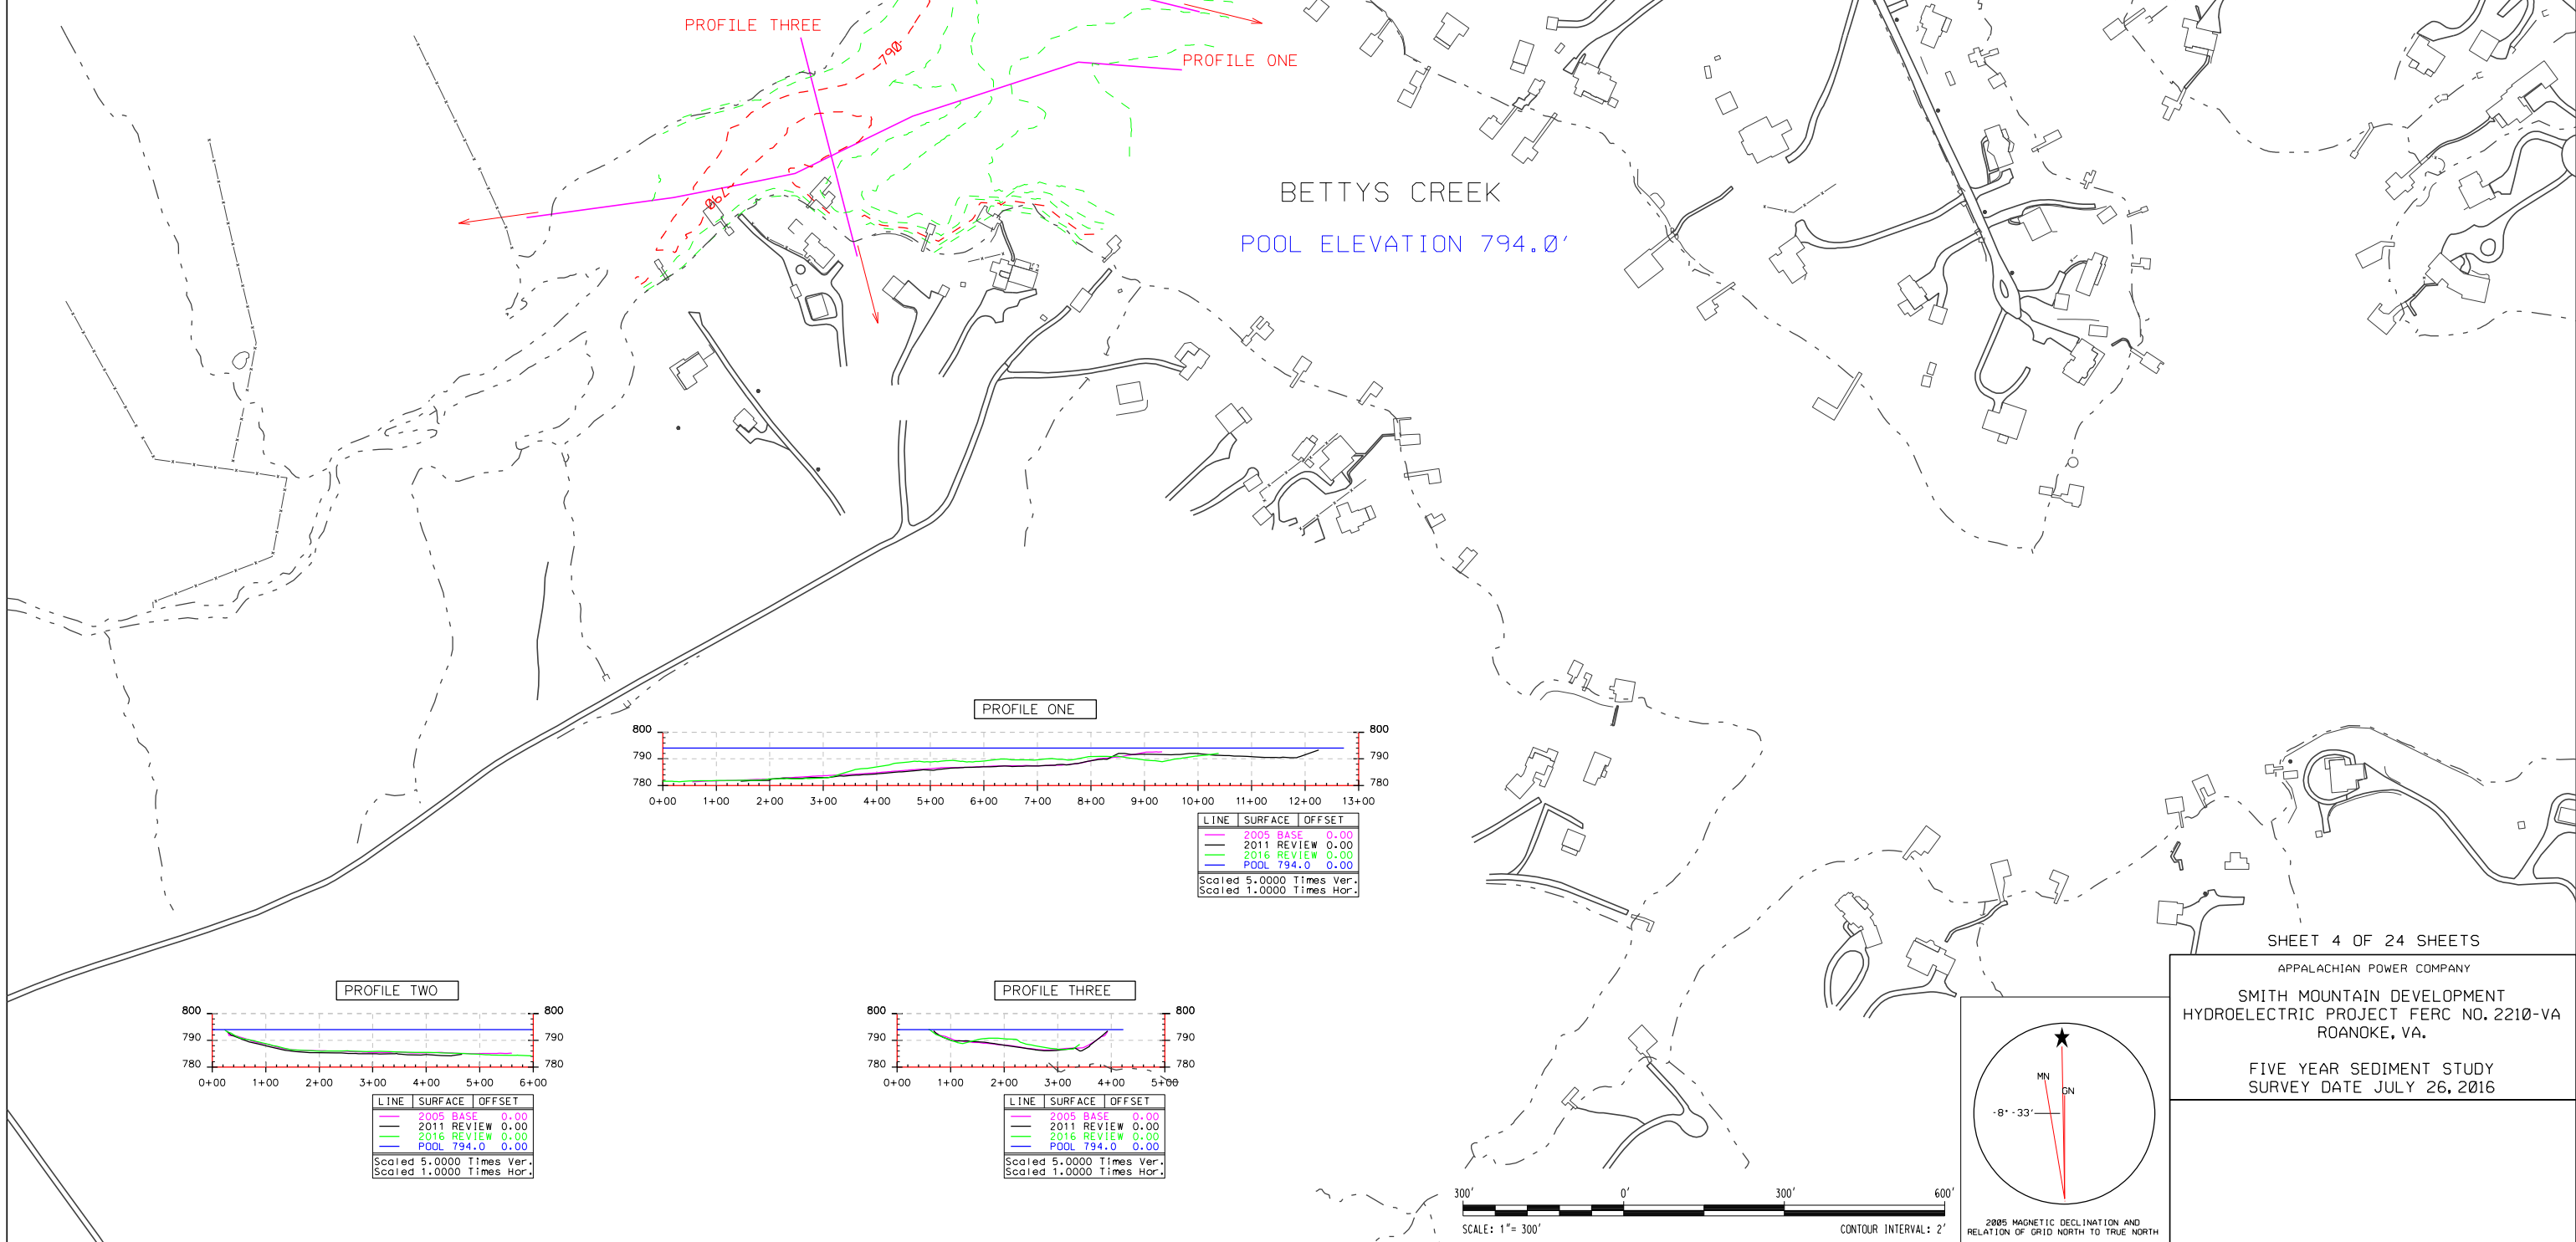 PROFILE THREE
790
PROFILE ONE
790
BETTYS CREEK
POOL ELEVATION 794.0'
PROFILE ONE
800 800
790 790
780 780
0+00 1+00 2+00 3+00 4+00 5+00 6+00 7+00 8+00 9+00 10+00 11+00 12+00 13+00
LINE SURFACE OFFSET
2005 BASE 0.00
2011 REVIEW 0.00
2016 REVIEW 0.00
POOL 794.0 0.00
Scaled 5.0000 Times Ver.
Scaled 1.0000 Times Hor.
PROFILE TWO
800 800
790 790
780 780
0+00 1+00 2+00 3+00 4+00 5+00 6+00
LINE SURFACE OFFSET
2005 BASE 0.00
2011 REVIEW 0.00
2016 REVIEW 0.00
POOL 794.0 0.00
Scaled 5.0000 Times Ver.
Scaled 1.0000 Times Hor.
PROFILE THREE
800 800
790 790
780 780
0+00 1+00 2+00 3+00 4+00 5+00
LINE SURFACE OFFSET
2005 BASE 0.00
2011 REVIEW 0.00
2016 REVIEW 0.00
POOL 794.0 0.00
Scaled 5.0000 Times Ver.
Scaled 1.0000 Times Hor.
300' 0' 300' 600'
SCALE: 1"= 300' CONTOUR INTERVAL: 2'
MN
GN
-8°-33'
2005 MAGNETIC DECLINATION AND
RELATION OF GRID NORTH TO TRUE NORTH
SHEET 4 OF 24 SHEETS
APPALACHIAN POWER COMPANY
SMITH MOUNTAIN DEVELOPMENT
HYDROELECTRIC PROJECT FERC NO. 2210-VA
ROANOKE, VA.
FIVE YEAR SEDIMENT STUDY
SURVEY DATE JULY 26, 2016